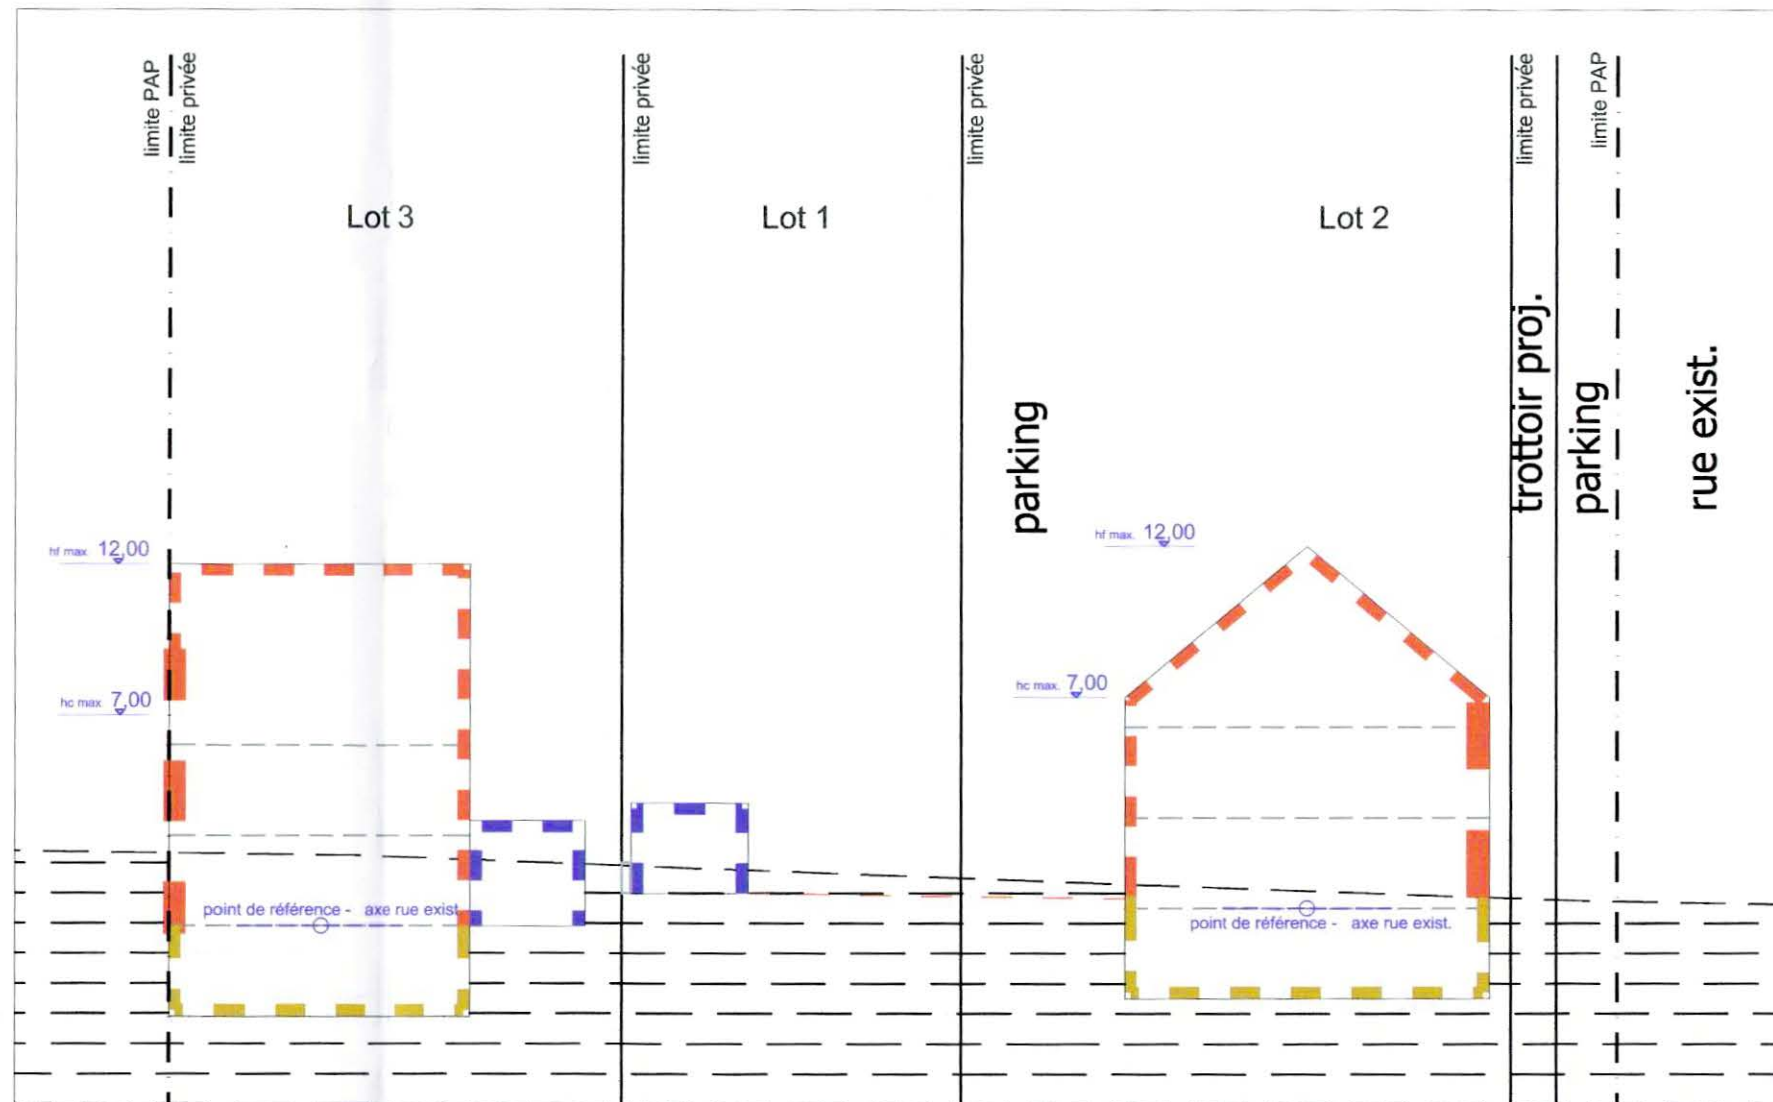 limite PAP
limite privée
limite privée
limite privée
limite privée
limite PAP
Lot 3
Lot 1
Lot 2
parking
trottoir proj.
parking
rue exist.
hf max. 12,00
hc max 7,00
hf max. 12,00
hc max. 7,00
point de référence - axe rue exist.
point de référence - axe rue exist.